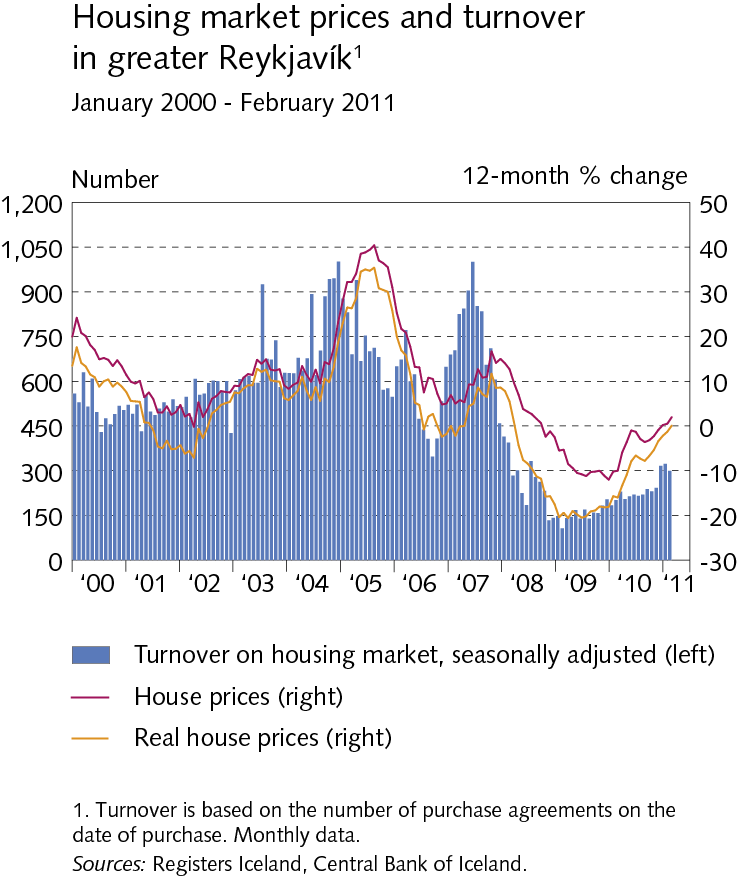 Housing market prices and turnover
in greater Reykjavík¹
January 2000 - February 2011
Number 12-month % change
1,200 50
1,050 40
900 30
750 20
600 10
450 0
300 -10
150 -20
0 -30
‘00 ‘01 ‘02 ‘03 ‘04 ‘05 ‘06 ‘07 ‘08 ‘09 ‘10 ‘11
Turnover on housing market, seasonally adjusted (left)
House prices (right)
Real house prices (right)
1. Turnover is based on the number of purchase agreements on the
date of purchase. Monthly data.
Sources: Registers Iceland, Central Bank of Iceland.